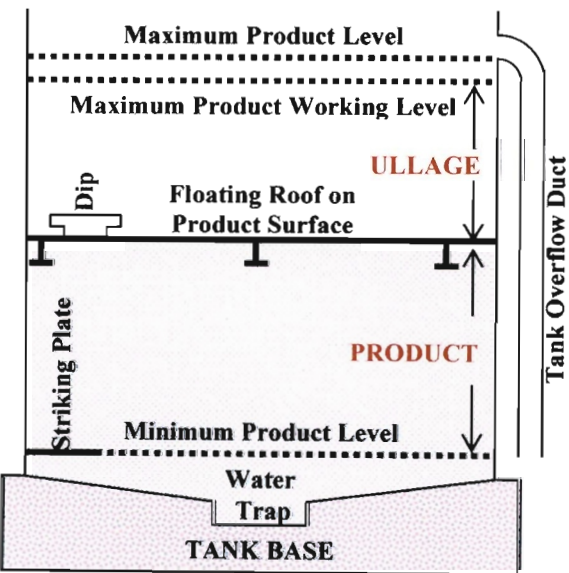 Maximum Product Level
Maximum Product Working Level
ULLAGE
Dip
Floating Roof on
Product Surface
Tank Overflow Duct
Striking Plate
PRODUCT
Minimum Product Level
Water
Trap
TANK BASE